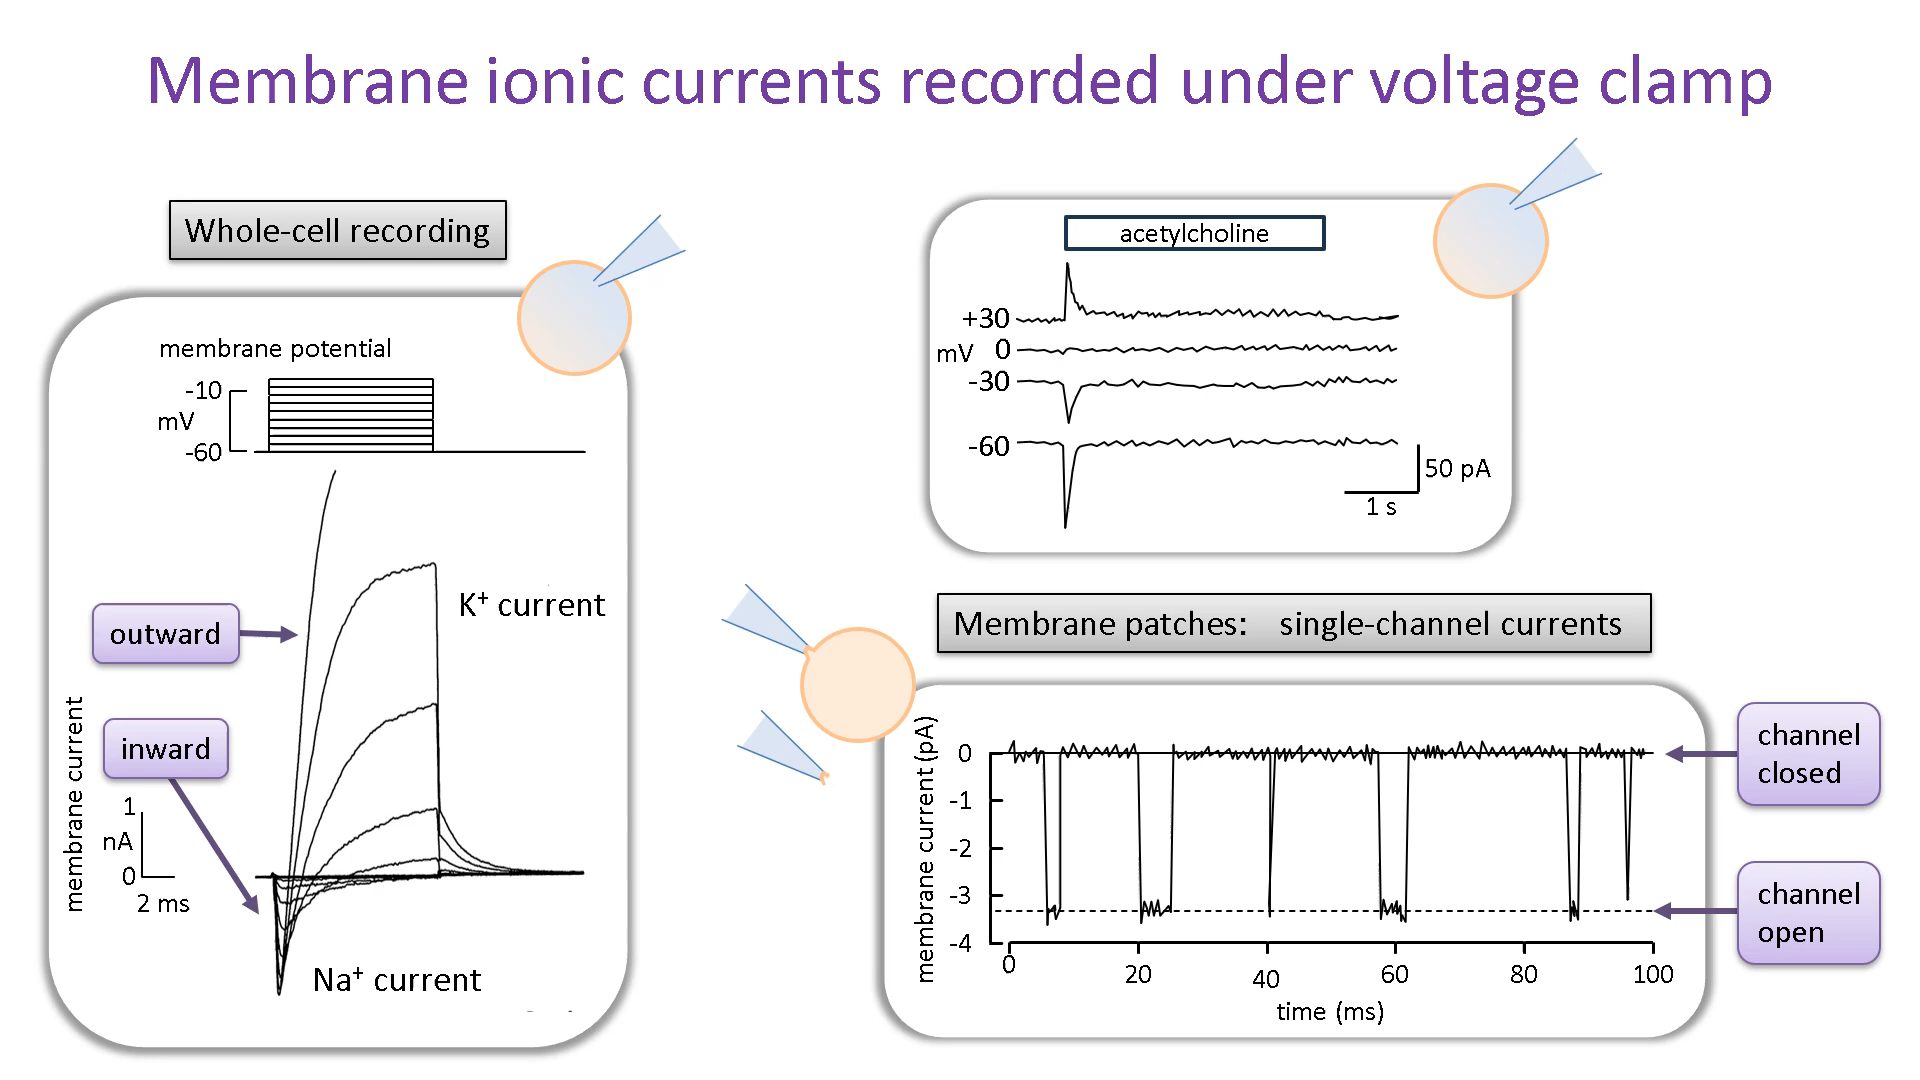 Membrane ionic currents recorded under voltage clamp
Whole-cell recording
membrane potential
-10
mV
-60
outward
K⁺ current
inward
membrane current
1
nA
0
2 ms
Na⁺ current
acetylcholine
+30
mV 0
-30
-60
50 pA
1 s
Membrane patches: single-channel currents
membrane current (pA)
0
-1
-2
-3
-4
0 20 40 60 80 100
time (ms)
channel
closed
channel
open